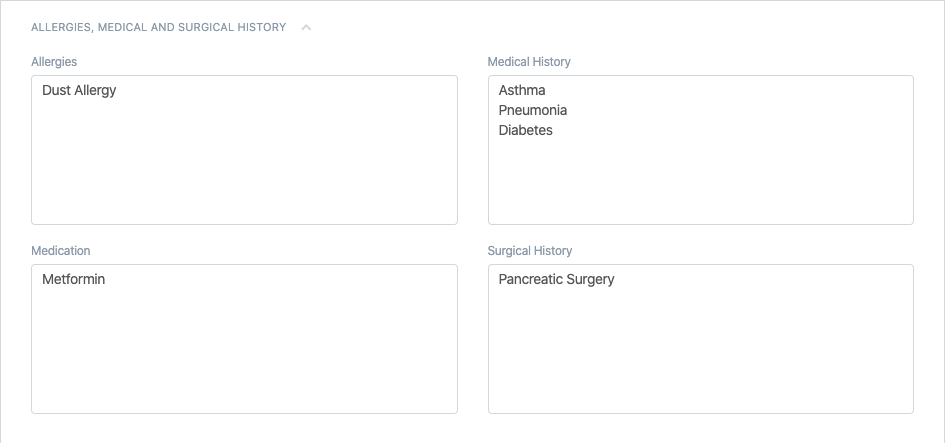 ALLERGIES, MEDICAL AND SURGICAL HISTORY
Allergies
Dust Allergy
Medical History
Asthma
Pneumonia
Diabetes
Medication
Metformin
Surgical History
Pancreatic Surgery